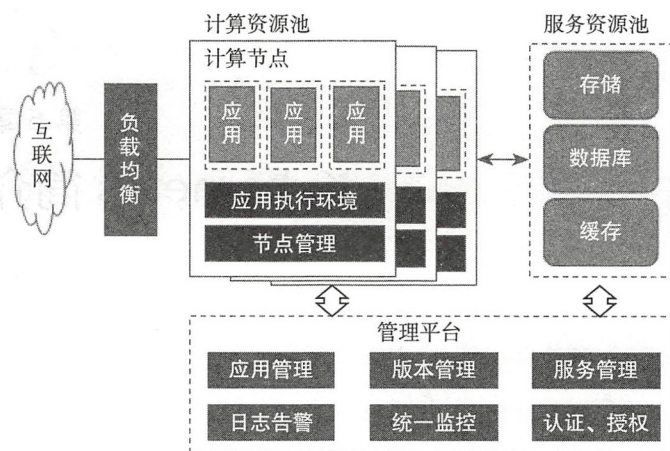 计算资源池
服务资源池
计算节点
应用
应用
应用
互联网
负载均衡
应用执行环境
节点管理
存储
数据库
缓存
管理平台
应用管理
版本管理
服务管理
日志告警
统一监控
认证、授权